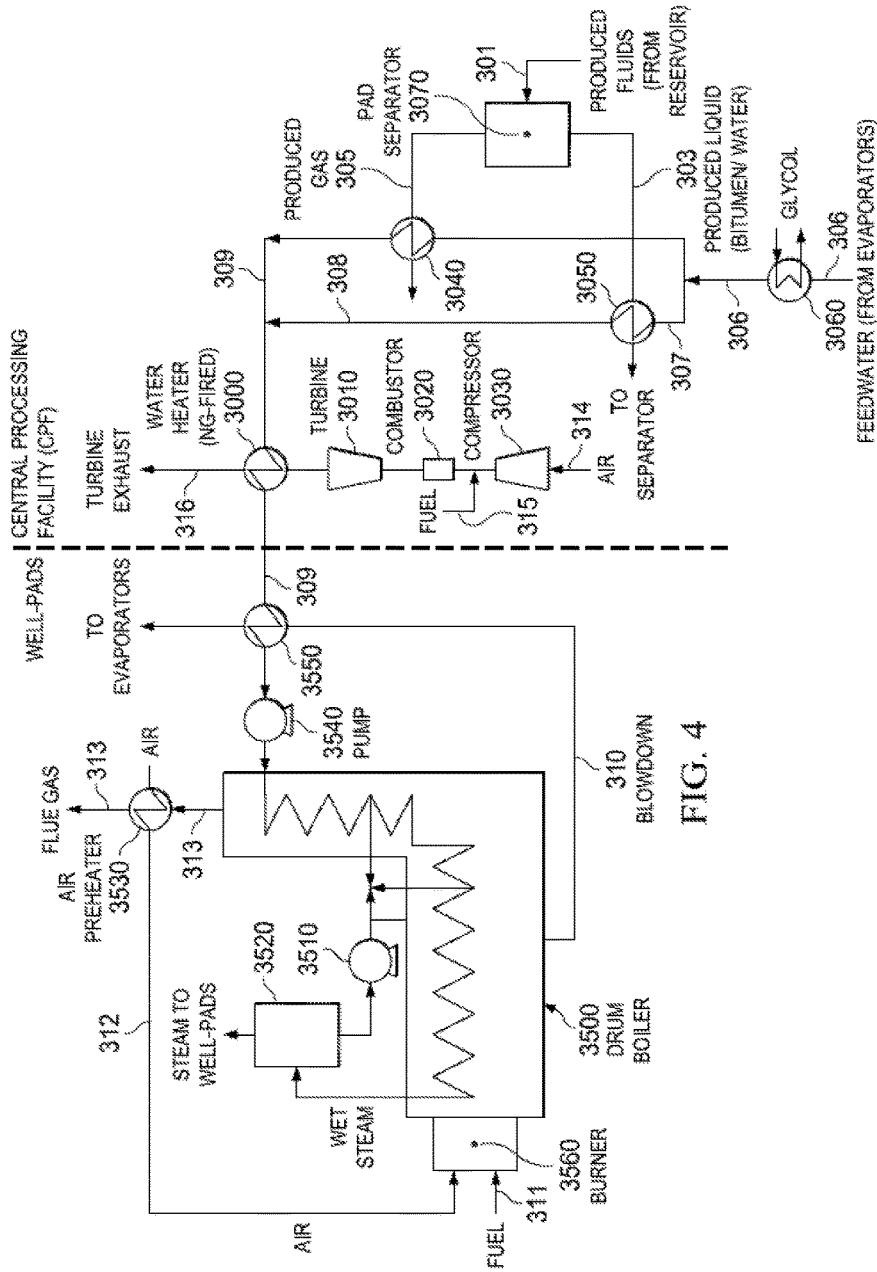 WELL-PADS
CENTRAL PROCESSING
FACILITY (CPF)
FLUE GAS
313
AIR
PREHEATER
3530
AIR
313
312
TO
EVAPORATORS
3550
309
3540
PUMP
STEAM TO
WELL-PADS
3520
3510
WET
STEAM
AIR
FUEL
311
3560
BURNER
3500
DRUM
BOILER
310
BLOWDOWN
TURBINE
EXHAUST
316
WATER
HEATER
(NG-FIRED)
3000
309
TURBINE
3010
COMBUSTOR
3020
FUEL
315
COMPRESSOR
3030
AIR
314
308
PRODUCED
GAS
305
3040
PAD
SEPARATOR
3070
301
PRODUCED
FLUIDS
(FROM
RESERVOIR)
303
PRODUCED LIQUID
(BITUMEN/ WATER)
3050
307
TO
SEPARATOR
306
GLYCOL
3060
306
FEEDWATER (FROM EVAPORATORS)
FIG. 4